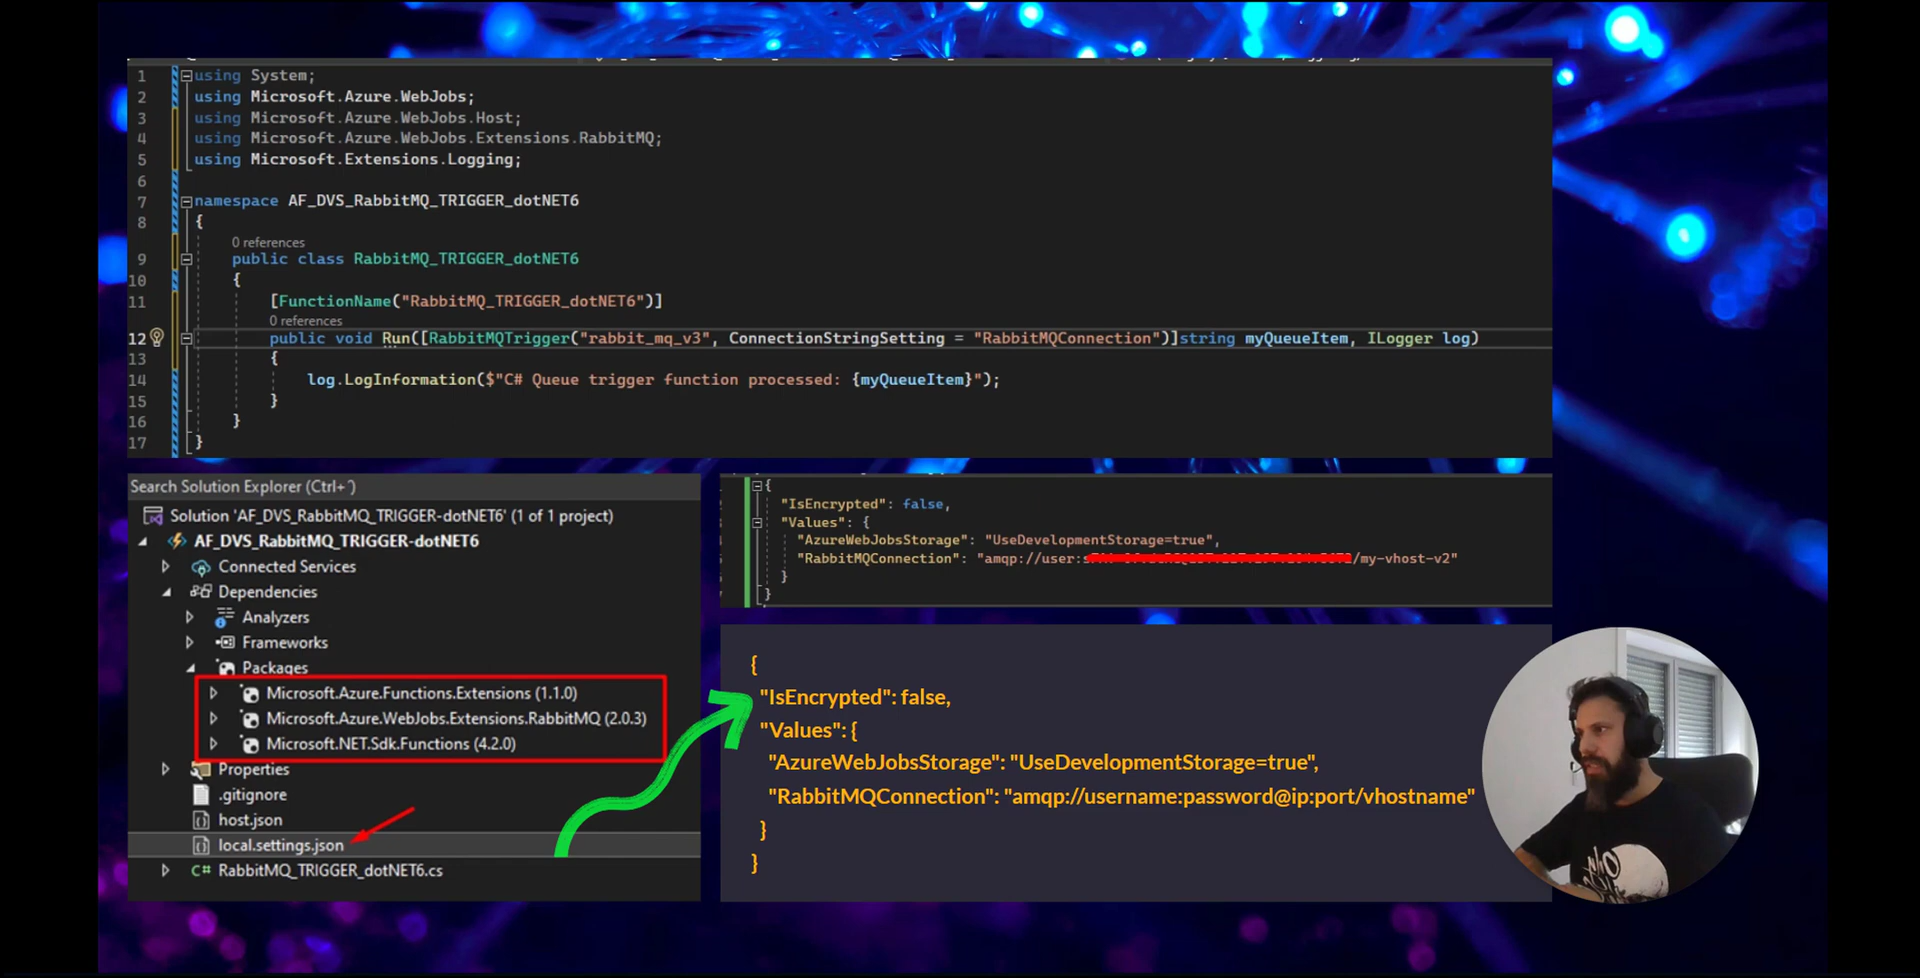 1 using System;
2 using Microsoft.Azure.WebJobs;
3 using Microsoft.Azure.WebJobs.Host;
4 using Microsoft.Azure.WebJobs.Extensions.RabbitMQ;
5 using Microsoft.Extensions.Logging;
6
7 namespace AF_DVS_RabbitMQ_TRIGGER_dotNET6
8 {
0 references
9 public class RabbitMQ_TRIGGER_dotNET6
10 {
11 [FunctionName("RabbitMQ_TRIGGER_dotNET6")]
0 references
12 public void Run([RabbitMQTrigger("rabbit_mq_v3", ConnectionStringSetting = "RabbitMQConnection")]string myQueueItem, ILogger log)
13 {
14 log.LogInformation($"C# Queue trigger function processed: {myQueueItem}");
15 }
16 }
17 }
Search Solution Explorer (Ctrl+´)
Solution 'AF_DVS_RabbitMQ_TRIGGER-dotNET6' (1 of 1 project)
AF_DVS_RabbitMQ_TRIGGER-dotNET6
Connected Services
Dependencies
Analyzers
Frameworks
Packages
Microsoft.Azure.Functions.Extensions (1.1.0)
Microsoft.Azure.WebJobs.Extensions.RabbitMQ (2.0.3)
Microsoft.NET.Sdk.Functions (4.2.0)
Properties
.gitignore
host.json
local.settings.json
C# RabbitMQ_TRIGGER_dotNET6.cs
{
"IsEncrypted": false,
"Values": {
"AzureWebJobsStorage": "UseDevelopmentStorage=true",
"RabbitMQConnection": "amqp://user: /my-vhost-v2"
}
}
{
"IsEncrypted": false,
"Values": {
"AzureWebJobsStorage": "UseDevelopmentStorage=true",
"RabbitMQConnection": "amqp://username:password@ip:port/vhostname"
}
}